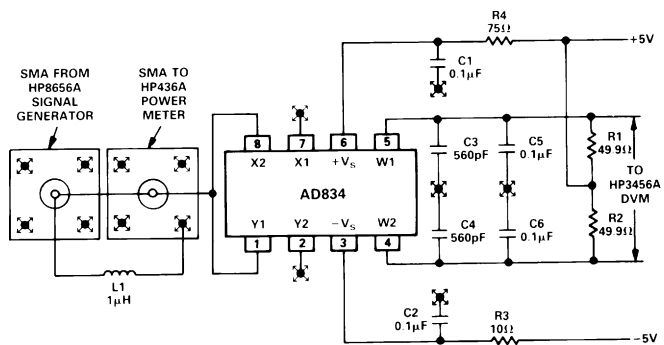 R4
75Ω
+5V
C1
0.1μF
SMA FROM
HP8656A
SIGNAL
GENERATOR
SMA TO
HP436A
POWER
METER
8
7
6
5
X2
X1
+VS
W1
AD834
Y1
Y2
−VS
W2
1
2
3
4
C3
560pF
C5
0.1μF
R1
49.9Ω
TO
HP3456A
DVM
C4
560pF
C6
0.1μF
R2
49.9Ω
L1
1μH
C2
0.1μF
R3
10Ω
−5V